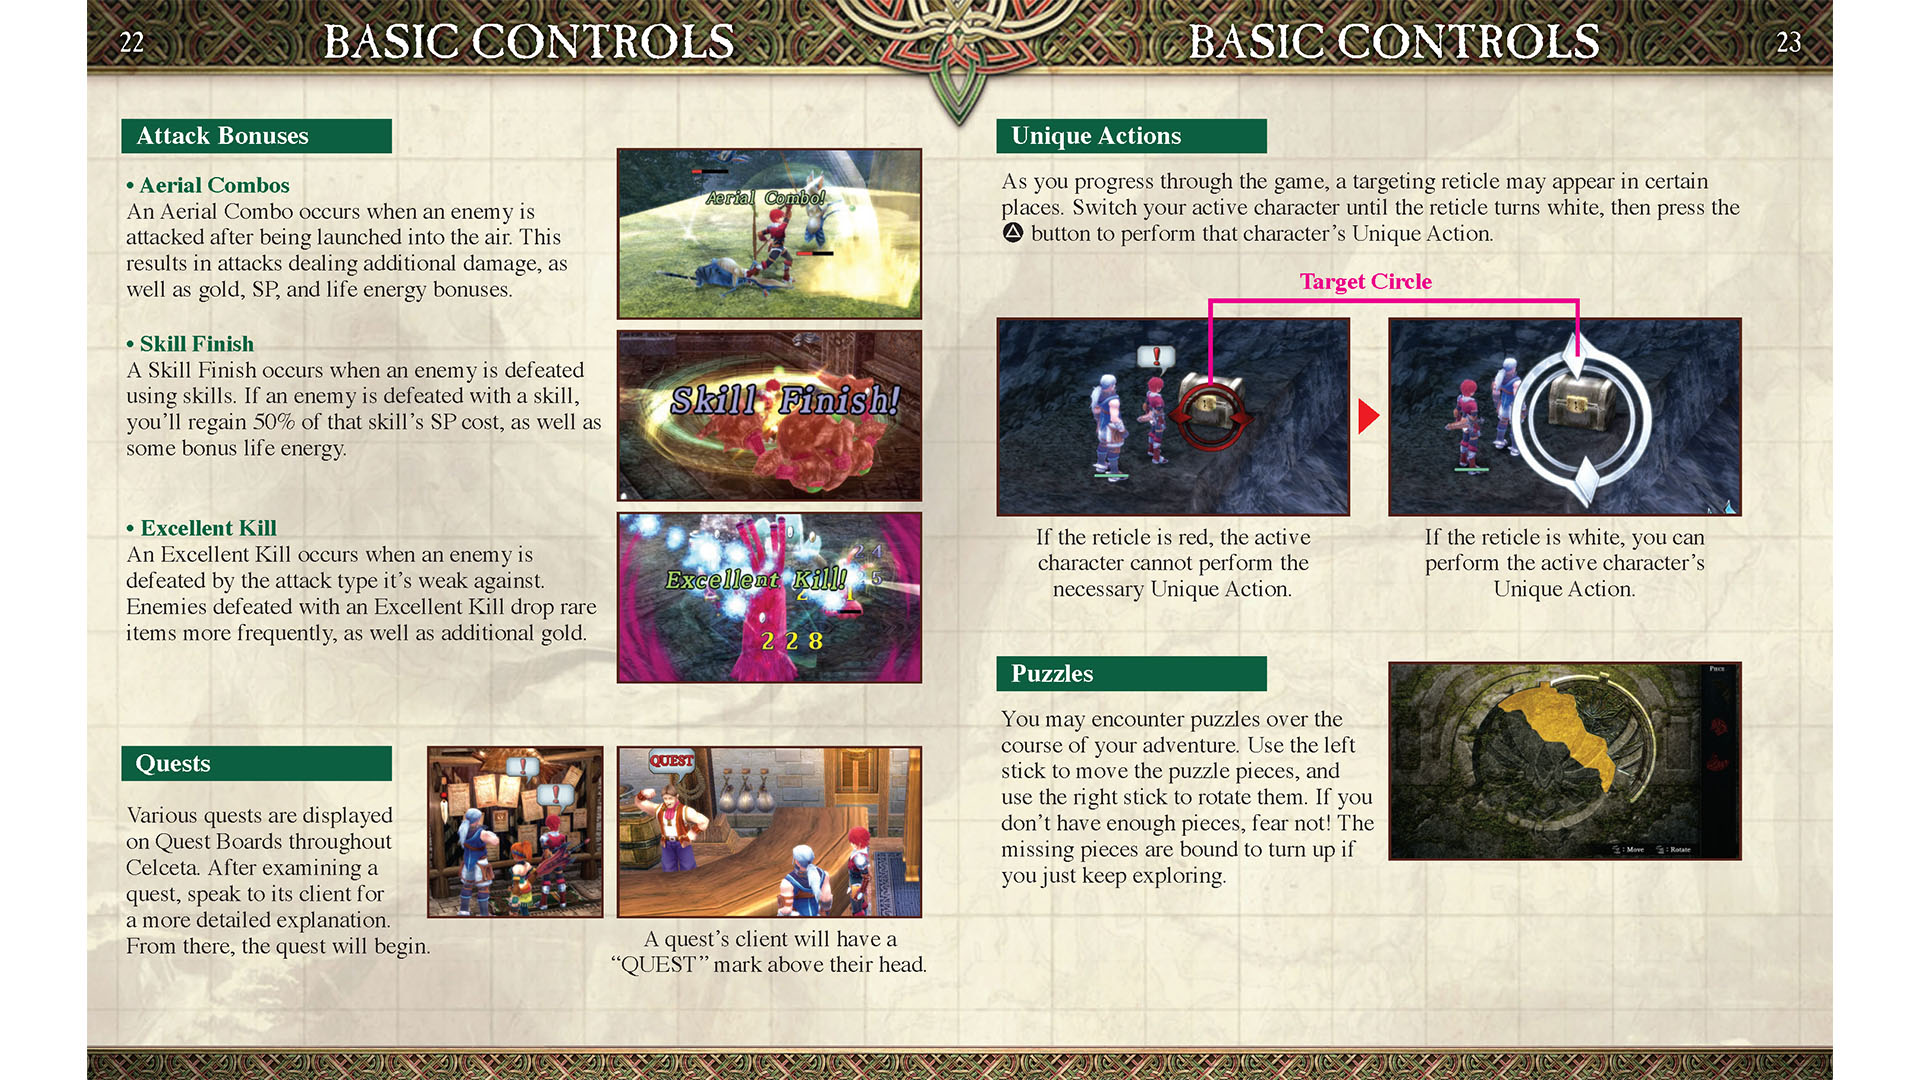 22
BASIC CONTROLS
Attack Bonuses
• Aerial Combos
An Aerial Combo occurs when an enemy is
attacked after being launched into the air. This
results in attacks dealing additional damage, as
well as gold, SP, and life energy bonuses.
Aerial Combo!
• Skill Finish
A Skill Finish occurs when an enemy is defeated
using skills. If an enemy is defeated with a skill,
you’ll regain 50% of that skill’s SP cost, as well as
some bonus life energy.
Skill Finish!
• Excellent Kill
An Excellent Kill occurs when an enemy is
defeated by the attack type it’s weak against.
Enemies defeated with an Excellent Kill drop rare
items more frequently, as well as additional gold.
24
Excellent Kill!
228
Quests
Various quests are displayed
on Quest Boards throughout
Celceta. After examining a
quest, speak to its client for
a more detailed explanation.
From there, the quest will begin.
!
!
QUEST
A quest’s client will have a
“QUEST” mark above their head.
BASIC CONTROLS
23
Unique Actions
As you progress through the game, a targeting reticle may appear in certain
places. Switch your active character until the reticle turns white, then press the
button to perform that character’s Unique Action.
Target Circle
!
If the reticle is red, the active
character cannot perform the
necessary Unique Action.
If the reticle is white, you can
perform the active character’s
Unique Action.
Puzzles
You may encounter puzzles over the
course of your adventure. Use the left
stick to move the puzzle pieces, and
use the right stick to rotate them. If you
don’t have enough pieces, fear not! The
missing pieces are bound to turn up if
you just keep exploring.
Piece
: Move : Rotate